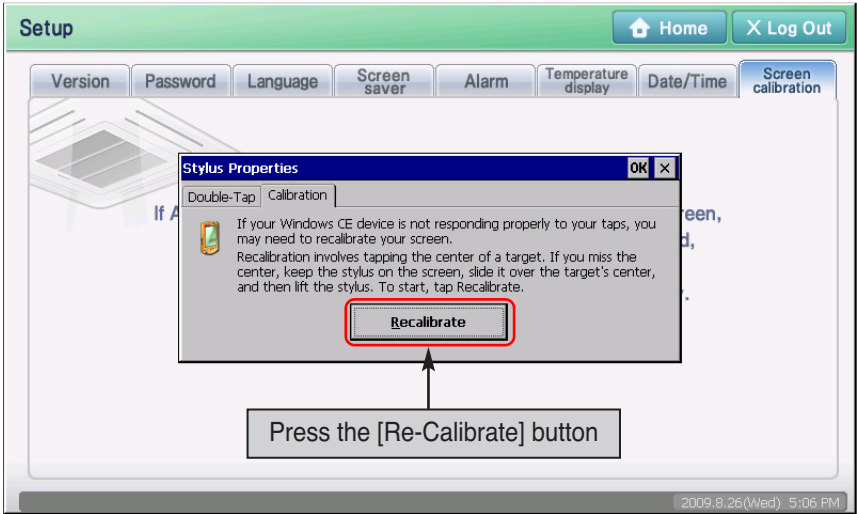 Setup
Home
X Log Out
Version
Password
Language
Screen
saver
Alarm
Temperature
display
Date/Time
Screen
calibration
Stylus Properties
OK ×
Double-Tap
Calibration
If
reen,
d,
If your Windows CE device is not responding properly to your taps, you
may need to recalibrate your screen.
Recalibration involves tapping the center of a target. If you miss the
center, keep the stylus on the screen, slide it over the target's center,
and then lift the stylus. To start, tap Recalibrate.
Recalibrate
Press the [Re-Calibrate] button
2009.8.26(Wed) 5:06 PM